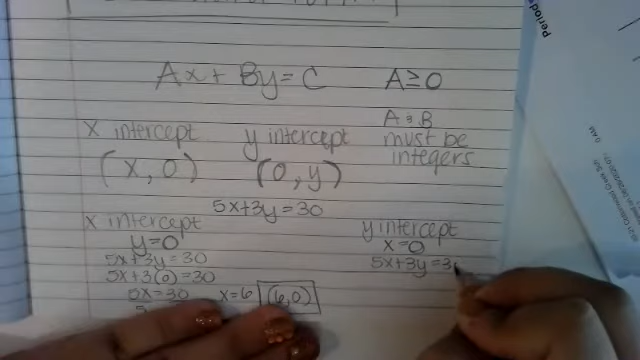 Ax + By = C
A ≥ 0
A & B
must be
integers
x intercept
(x, 0)
y intercept
(0, y)
5x+3y=30
x intercept
y=0
5x+3y=30
5x+3(0)=30
5x=30
x=6
(6,0)
y intercept
x=0
5x+3y=3
Period